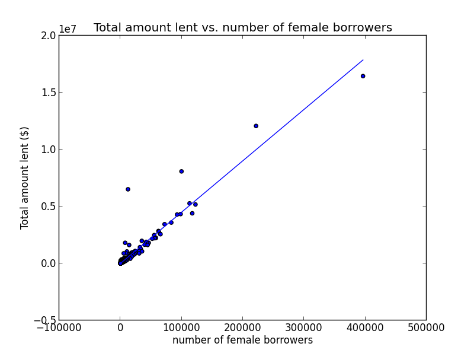 Total amount lent vs. number of female borrowers
1e7
2.0
1.5
1.0
0.5
0.0
−0.5
Total amount lent ($)
−100000 0 100000 200000 300000 400000 500000
number of female borrowers